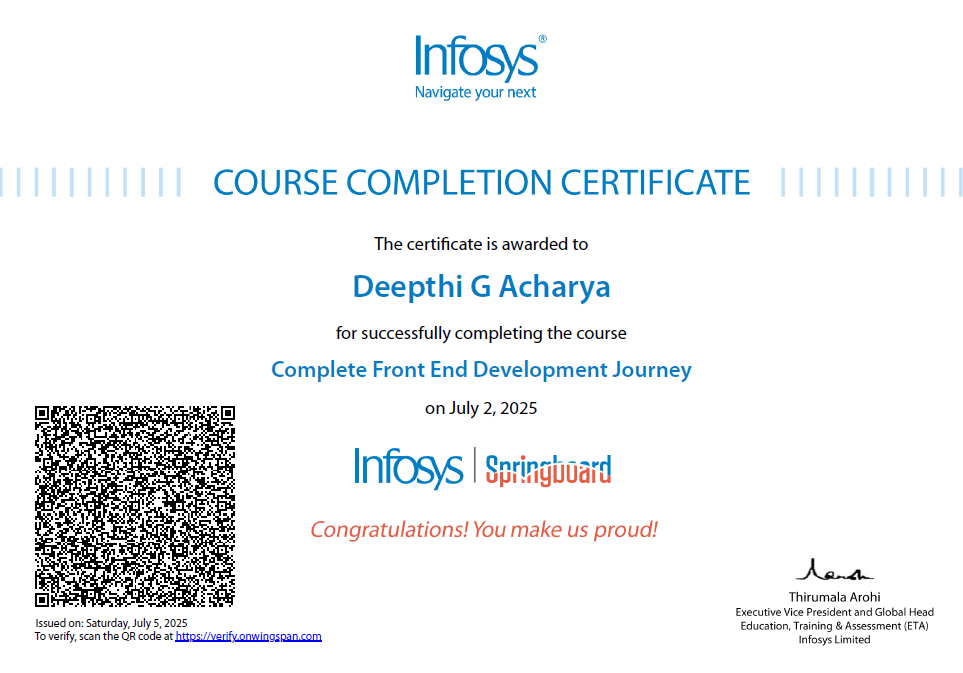 Infosys®
Navigate your next
COURSE COMPLETION CERTIFICATE
The certificate is awarded to
Deepthi G Acharya
for successfully completing the course
Complete Front End Development Journey
on July 2, 2025
Infosys | Springboard
Congratulations! You make us proud!
Issued on: Saturday, July 5, 2025
To verify, scan the QR code at https://verify.onwingspan.com
Thirumala Arohi
Executive Vice President and Global Head
Education, Training & Assessment (ETA)
Infosys Limited